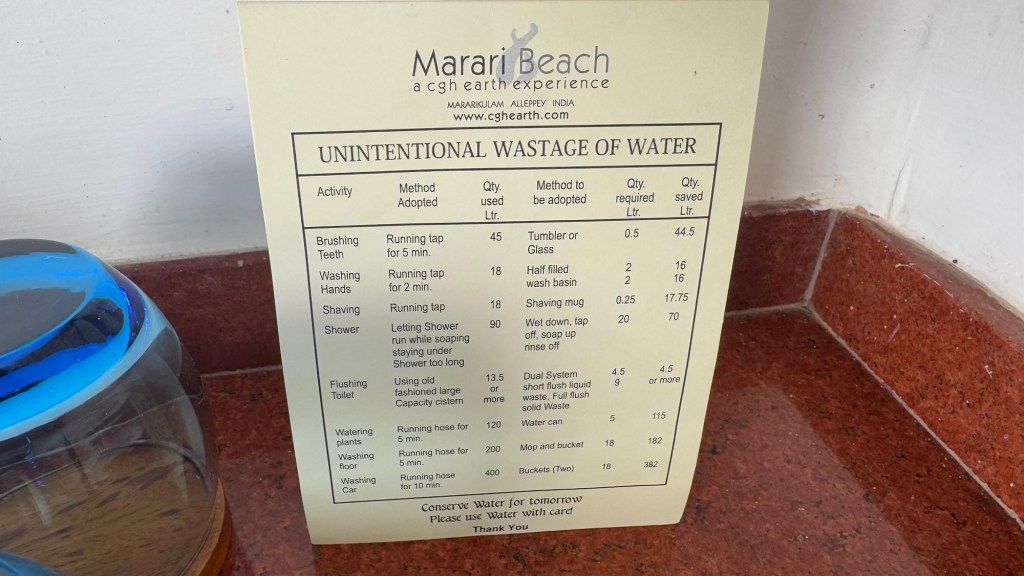 Marari Beach
a cgh earth experience
MARARIKULAM ALLEPPEY INDIA
www.cghearth.com
UNINTENTIONAL WASTAGE OF WATER
Activity Method Adopted Qty. used Ltr. Method to be adopted Qty. required Ltr. Qty. saved Ltr.
Brushing Running tap 45 Tumbler or 0.5 44.5
Teeth for 5 min. Glass
Washing Running tap 18 Half filled 2 16
Hands for 2 min. wash basin 2 16
Shaving Running tap 18 Shaving mug 0.25 17.75
Shower Letting Shower 90 Wet down, tap 20 70
run while soaping off, soap up
staying under rinse off
Shower too long
Flushing Using old 13.5 Dual System 4.5 4.5
Toilet fashioned large or short flush liquid 9 or more
Capacity cistern more waste, Full flush
solid Waste
Watering Running hose for 120 Water can 5 115
plants 5 min.
Washing Running hose for 200 Mop and bucket 18 182
floor 5 min.
Washing Running hose 400 Buckets (Two) 18 382
Car for 10 min.
Conserve Water for tomorrow
Please use Water with card
Thank You